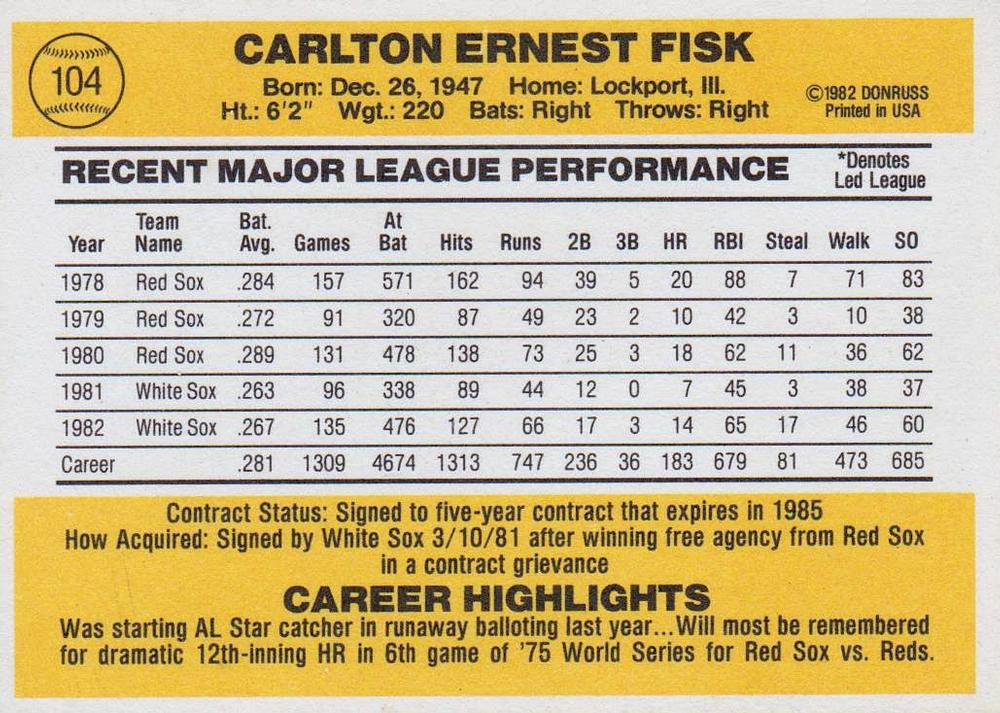 104
CARLTON ERNEST FISK
Born: Dec. 26, 1947 Home: Lockport, Ill.
Ht.: 6'2" Wgt.: 220 Bats: Right Throws: Right
©1982 DONRUSS
Printed in USA
RECENT MAJOR LEAGUE PERFORMANCE
*Denotes
Led League
Year Team Name Bat. Avg. Games At Bat Hits Runs 2B 3B HR RBI Steal Walk SO
1978 Red Sox .284 157 571 162 94 39 5 20 88 7 71 83
1979 Red Sox .272 91 320 87 49 23 2 10 42 3 10 38
1980 Red Sox .289 131 478 138 73 25 3 18 62 11 36 62
1981 White Sox .263 96 338 89 44 12 0 7 45 3 38 37
1982 White Sox .267 135 476 127 66 17 3 14 65 17 46 60
Career .281 1309 4674 1313 747 236 36 183 679 81 473 685
Contract Status: Signed to five-year contract that expires in 1985
How Acquired: Signed by White Sox 3/10/81 after winning free agency from Red Sox
in a contract grievance
CAREER HIGHLIGHTS
Was starting AL Star catcher in runaway balloting last year...Will most be remembered
for dramatic 12th-inning HR in 6th game of '75 World Series for Red Sox vs. Reds.